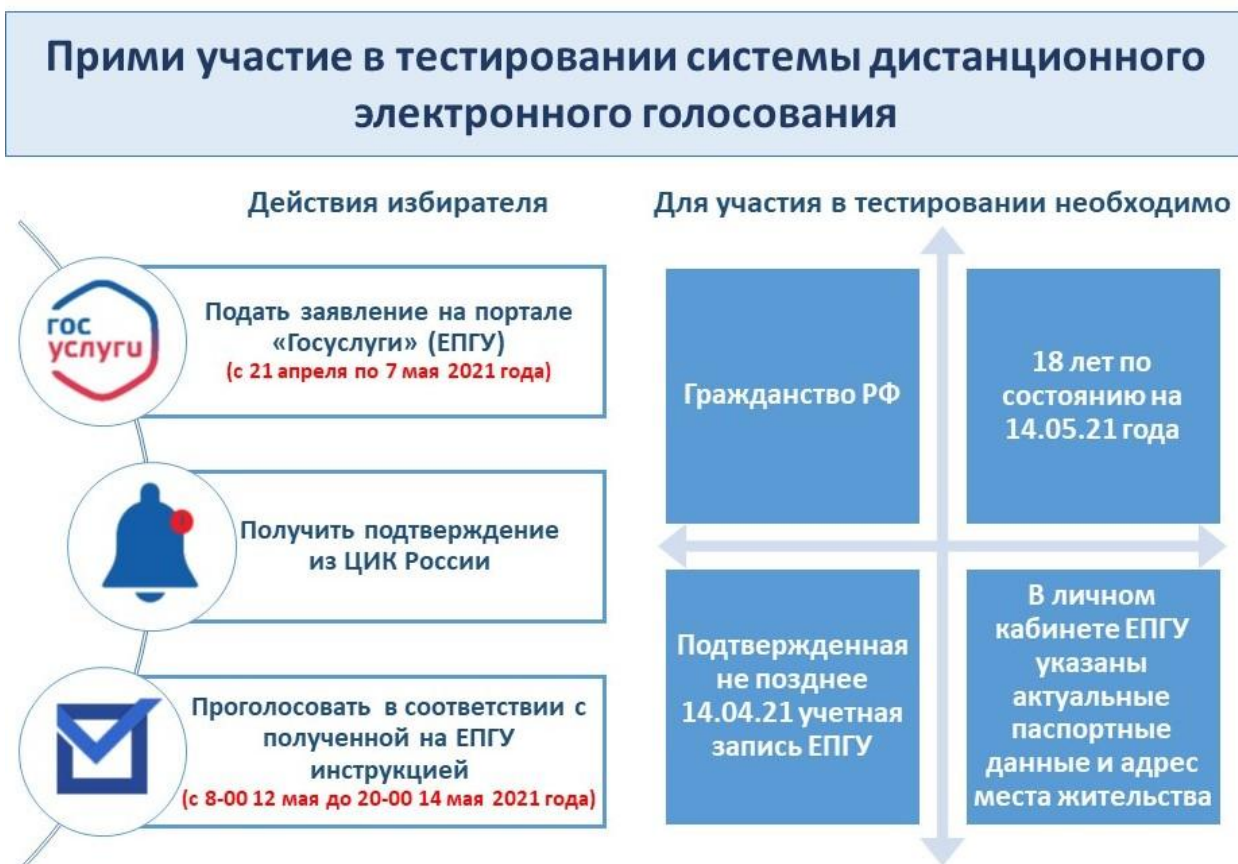 Прими участие в тестировании системы дистанционного
электронного голосования
Действия избирателя
гос
услуги
Подать заявление на портале
«Госуслуги» (ЕПГУ)
(с 21 апреля по 7 мая 2021 года)
Получить подтверждение
из ЦИК России
Проголосовать в соответствии с
полученной на ЕПГУ
инструкцией
(с 8-00 12 мая до 20-00 14 мая 2021 года)
Для участия в тестировании необходимо
Гражданство РФ
18 лет по
состоянию на
14.05.21 года
Подтвержденная
не позднее
14.04.21 учетная
запись ЕПГУ
В личном
кабинете ЕПГУ
указаны
актуальные
паспортные
данные и адрес
места жительства